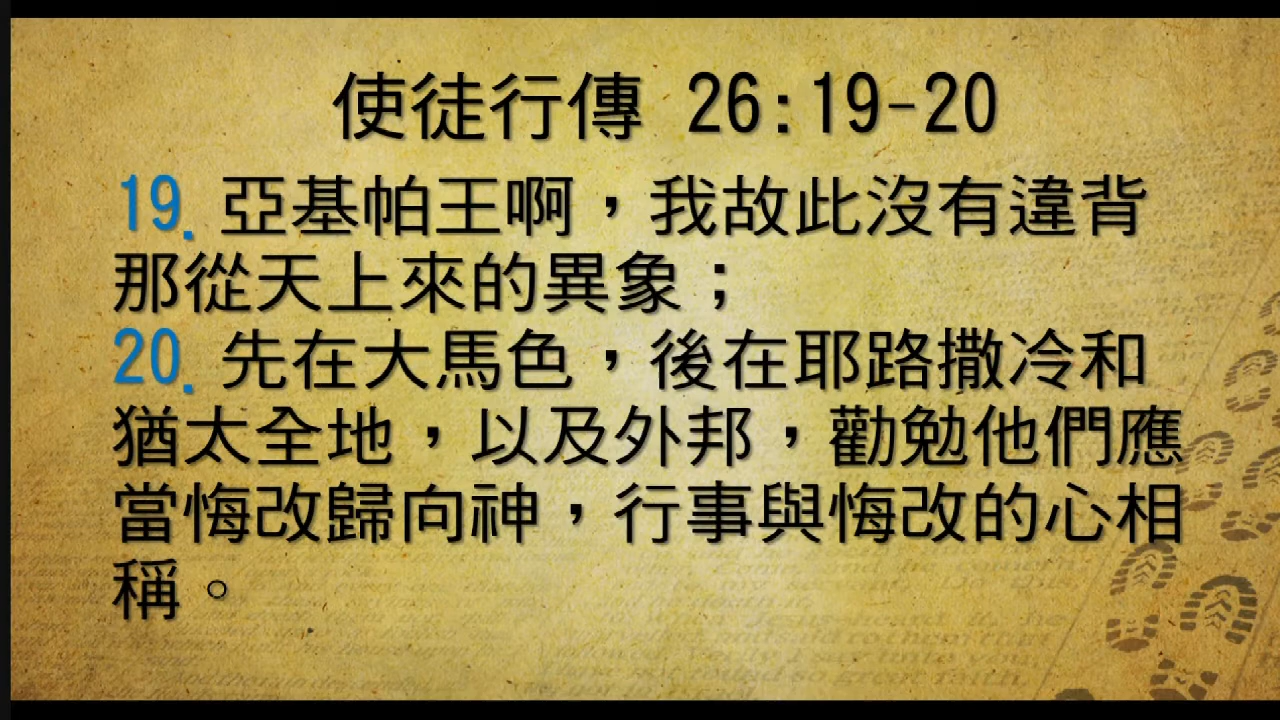 使徒行傳 26:19-20
19. 亞基帕王啊，我故此沒有違背
那從天上來的異象；
20. 先在大馬色，後在耶路撒冷和
猶太全地，以及外邦，勸勉他們應
當悔改歸向神，行事與悔改的心相
稱。